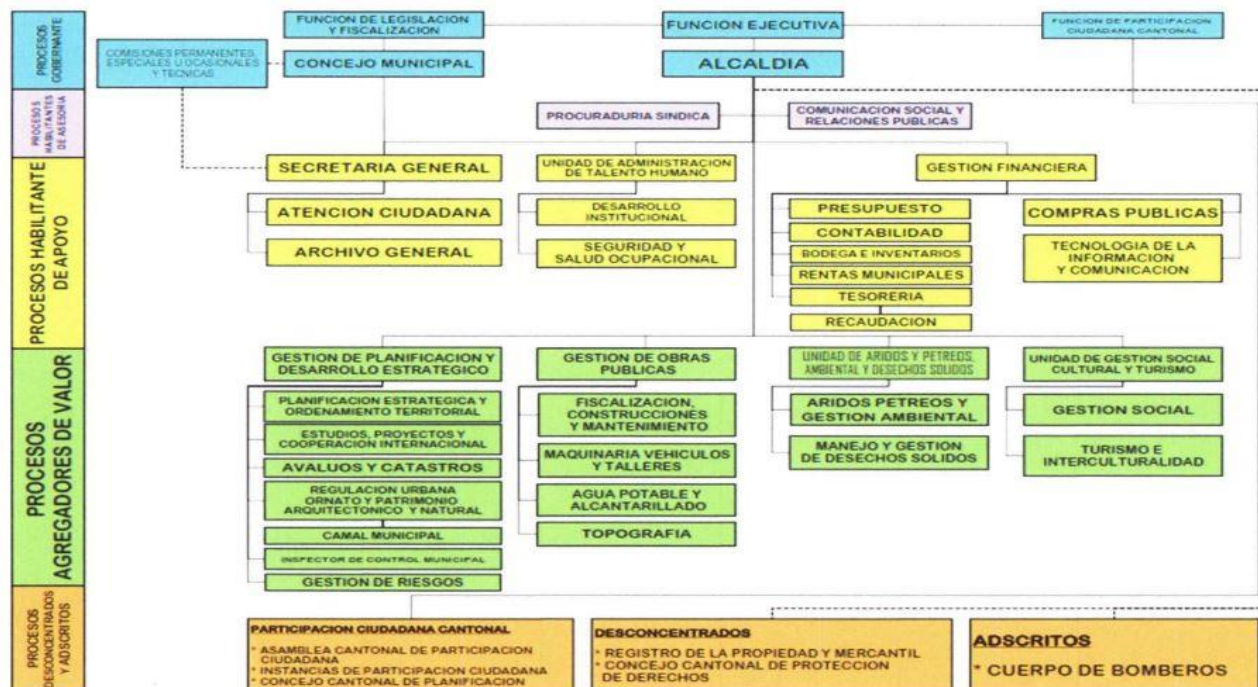 PROCESOS
GOBERNANTE
FUNCION DE LEGISLACION
Y FISCALIZACION
FUNCION EJECUTIVA
FUNCION DE PARTICIPACION
CIUDADANA CANTONAL
COMISIONES PERMANENTES,
ESPECIALES U OCASIONALES
Y TECNICAS
CONCEJO MUNICIPAL
ALCALDIA
PROCESOS
HABILITANTES
DE ASESORIA
PROCURADURIA SINDICA
COMUNICACION SOCIAL Y
RELACIONES PUBLICAS
PROCESOS HABILITANTE
DE APOYO
SECRETARIA GENERAL
UNIDAD DE ADMINISTRACION
DE TALENTO HUMANO
GESTION FINANCIERA
ATENCION CIUDADANA
ARCHIVO GENERAL
DESARROLLO
INSTITUCIONAL
SEGURIDAD Y
SALUD OCUPACIONAL
PRESUPUESTO
CONTABILIDAD
BODEGA E INVENTARIOS
RENTAS MUNICIPALES
TESORERIA
RECAUDACION
COMPRAS PUBLICAS
TECNOLOGIA DE LA
INFORMACION
Y COMUNICACION
PROCESOS
AGREGADORES DE VALOR
GESTION DE PLANIFICACION Y
DESARROLLO ESTRATEGICO
PLANIFICACION ESTRATEGICA Y
ORDENAMIENTO TERRITORIAL
ESTUDIOS, PROYECTOS Y
COOPERACION INTERNACIONAL
AVALUOS Y CATASTROS
REGULACION URBANA
ORNATO Y PATRIMONIO
ARQUITECTONICO Y NATURAL
CAMAL MUNICIPAL
INSPECTOR DE CONTROL MUNICIPAL
GESTION DE RIESGOS
GESTION DE OBRAS
PUBLICAS
FISCALIZACION,
CONSTRUCCIONES
Y MANTENIMIENTO
MAQUINARIA VEHICULOS
Y TALLERES
AGUA POTABLE Y
ALCANTARILLADO
TOPOGRAFIA
UNIDAD DE ARIDOS Y PETREOS,
AMBIENTAL Y DESECHOS SOLIDOS
ARIDOS PETREOS Y
GESTION AMBIENTAL
MANEJO Y GESTION
DE DESECHOS SOLIDOS
UNIDAD DE GESTION SOCIAL
CULTURAL Y TURISMO
GESTION SOCIAL
TURISMO E
INTERCULTURALIDAD
PROCESOS
DESCONCENTRADOS
Y ADSCRITOS
PARTICIPACION CIUDADANA CANTONAL
* ASAMBLEA CANTONAL DE PARTICIPACION
CIUDADANA
* INSTANCIAS DE PARTICIPACION CIUDADANA
* CONCEJO CANTONAL DE PLANIFICACION
DESCONCENTRADOS
* REGISTRO DE LA PROPIEDAD Y MERCANTIL
* CONCEJO CANTONAL DE PROTECCION
DE DERECHOS
ADSCRITOS
* CUERPO DE BOMBEROS